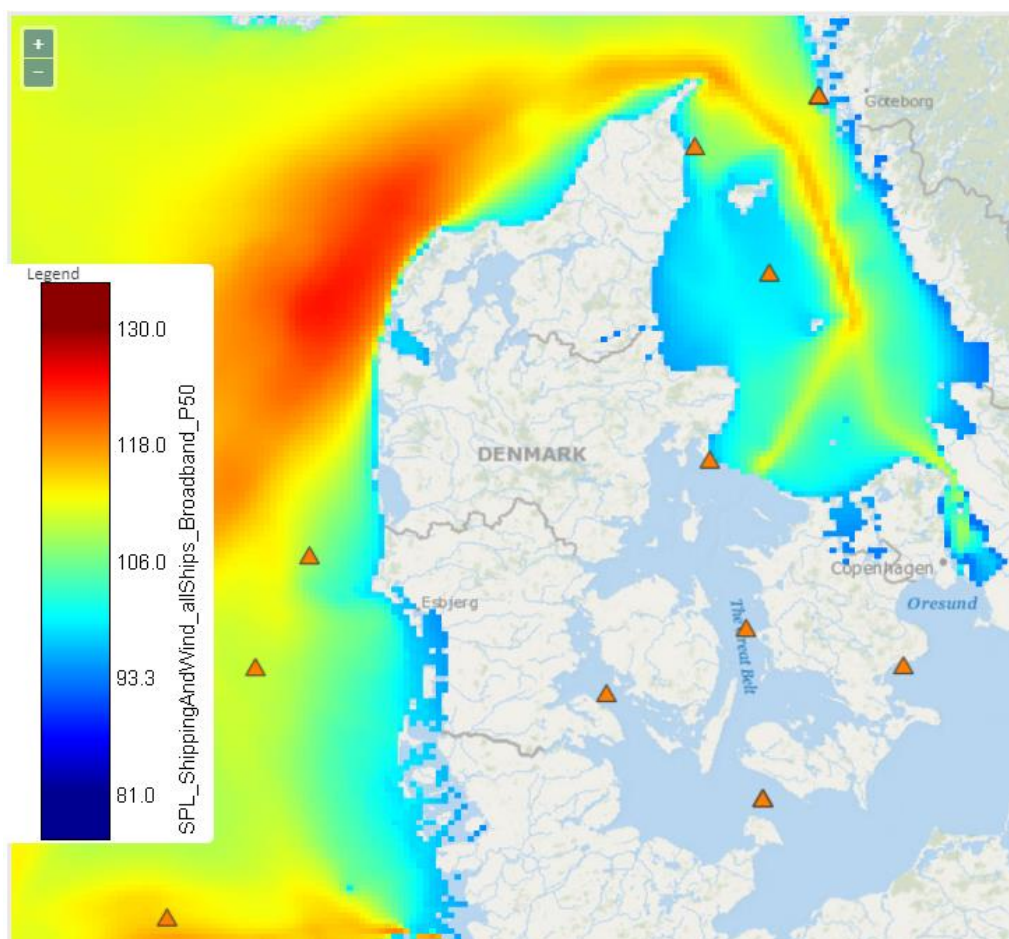 +
−
Göteborg
Legend
130.0
118.0
106.0
93.3
81.0
SPL_ShippingAndWind_allShips_Broadband_P50
DENMARK
Esbjerg
Copenhagen
Oresund
The Great Belt